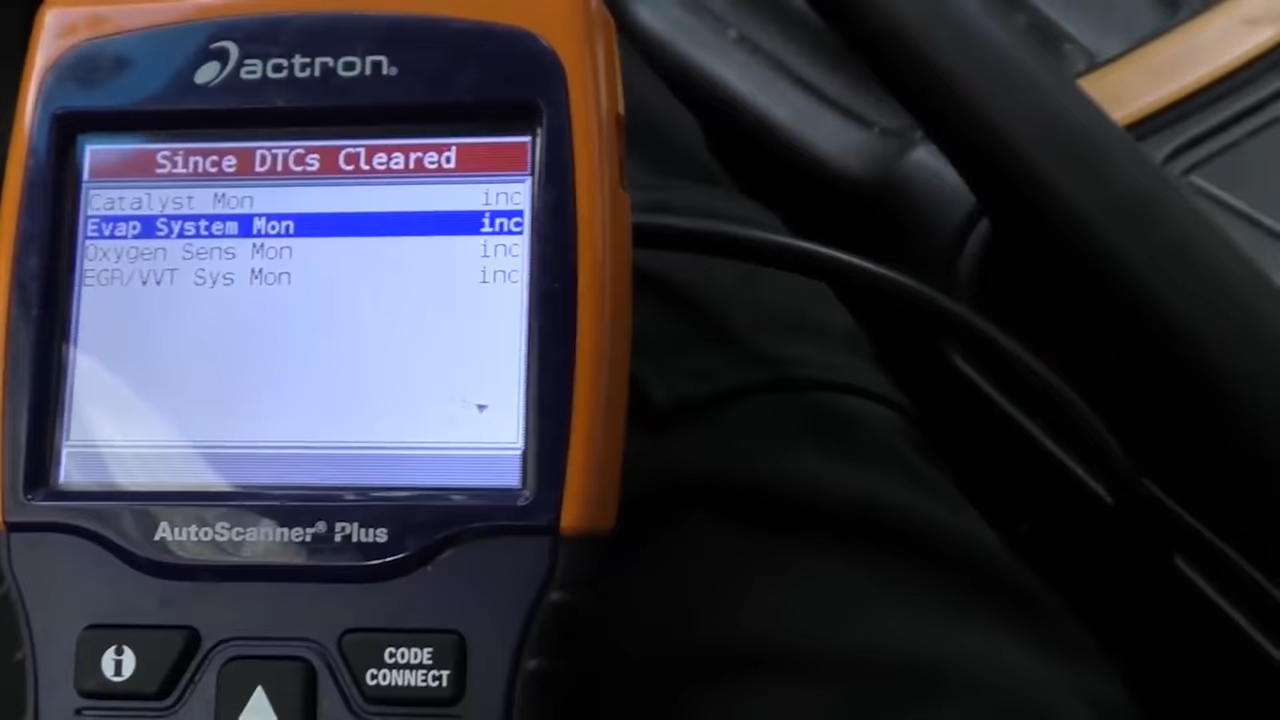 actron®
Since DTCs Cleared
Catalyst Mon inc
Evap System Mon inc
Oxygen Sens Mon inc
EGR/VVT Sys Mon inc
AutoScanner® Plus
i
CODE
CONNECT